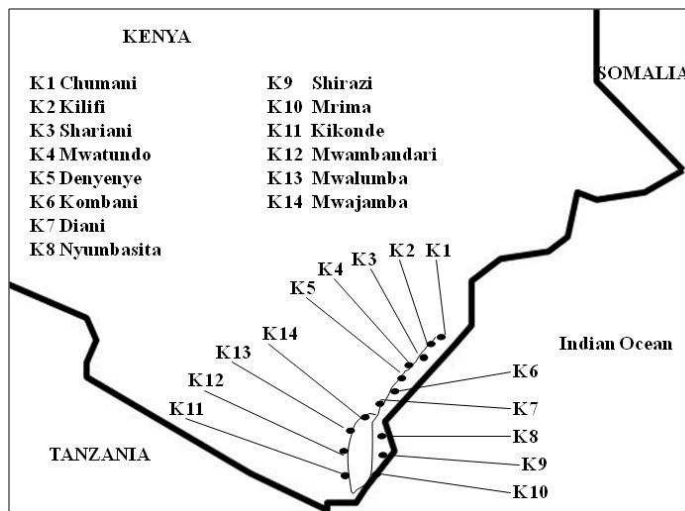 KENYA
SOMALIA
K1 Chumani
K2 Kilifi
K3 Shariani
K4 Mwatundo
K5 Denyenye
K6 Kombani
K7 Diani
K8 Nyumbasita
K9 Shirazi
K10 Mrima
K11 Kikonde
K12 Mwambandari
K13 Mwalumba
K14 Mwajamba
K1
K2
K3
K4
K5
K14
K13
K12
K11
Indian Ocean
K6
K7
K8
K9
K10
TANZANIA